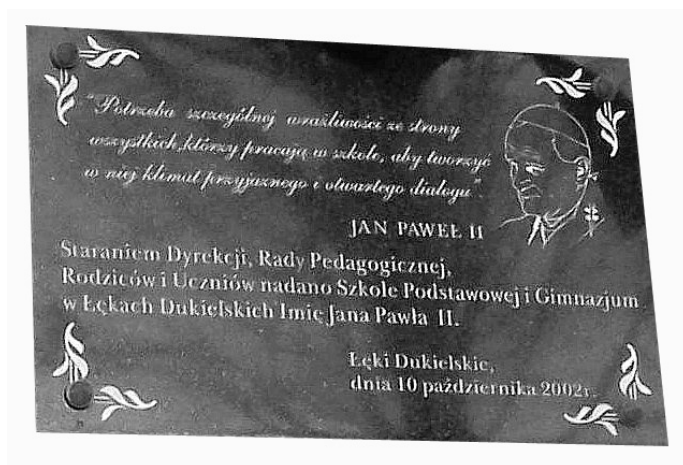 "Potrzeba szczególnej wrażliwości ze strony
wszystkich, którzy pracują w szkole, aby tworzyć
w niej klimat przyjaznego i otwartego dialogu".
JAN PAWEŁ II
Staraniem Dyrekcji, Rady Pedagogicznej,
Rodziców i Uczniów nadano Szkole Podstawowej i Gimnazjum
w Łękach Dukielskich Imię Jana Pawła II.
Łęki Dukielskie,
dnia 10 października 2002r.